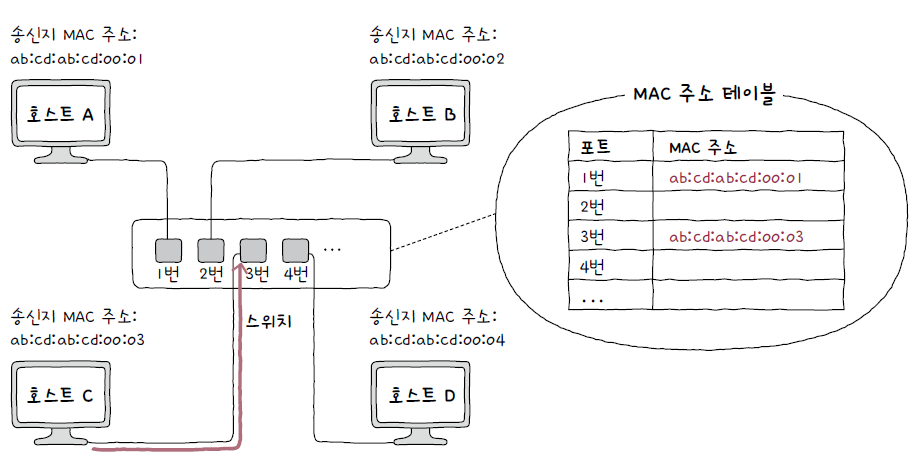 송신지 MAC 주소:
ab:cd:ab:cd:00:01
호스트 A
송신지 MAC 주소:
ab:cd:ab:cd:00:02
호스트 B
1번 2번 3번 4번 ...
스위치
송신지 MAC 주소:
ab:cd:ab:cd:00:03
호스트 C
송신지 MAC 주소:
ab:cd:ab:cd:00:04
호스트 D
MAC 주소 테이블
포트 MAC 주소
1번 ab:cd:ab:cd:00:01
2번
3번 ab:cd:ab:cd:00:03
4번
...